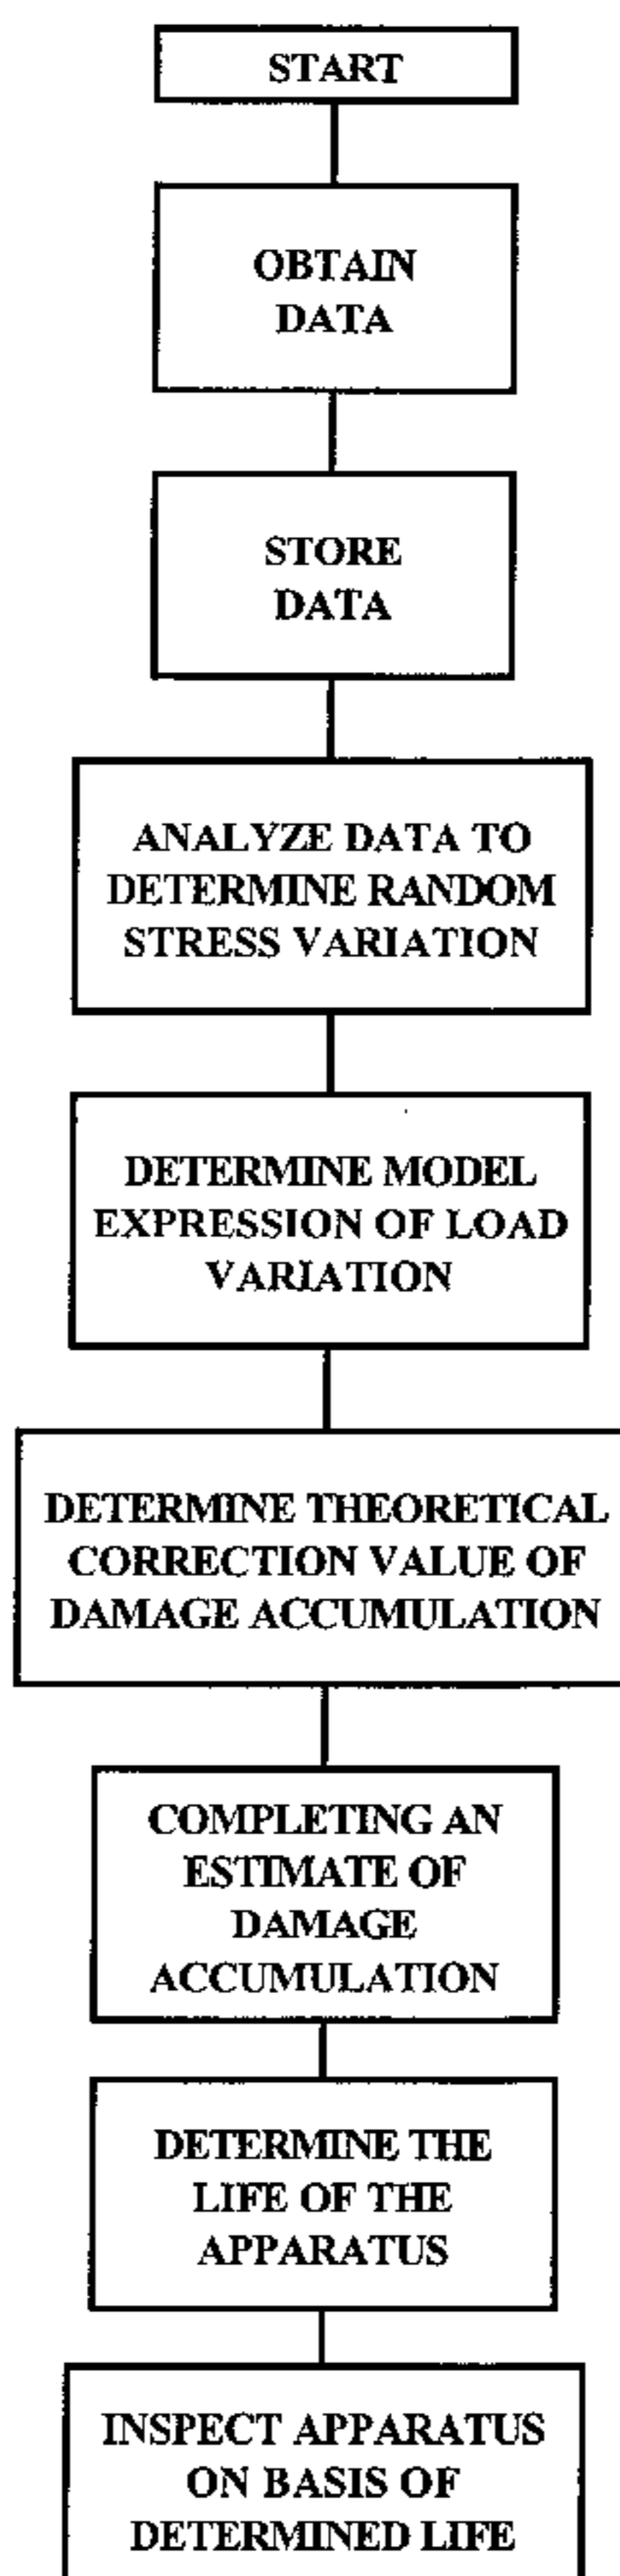 START
OBTAIN
DATA
STORE
DATA
ANALYZE DATA TO
DETERMINE RANDOM
STRESS VARIATION
DETERMINE MODEL
EXPRESSION OF LOAD
VARIATION
DETERMINE THEORETICAL
CORRECTION VALUE OF
DAMAGE ACCUMULATION
COMPLETING AN
ESTIMATE OF
DAMAGE
ACCUMULATION
DETERMINE THE
LIFE OF THE
APPARATUS
INSPECT APPARATUS
ON BASIS OF
DETERMINED LIFE